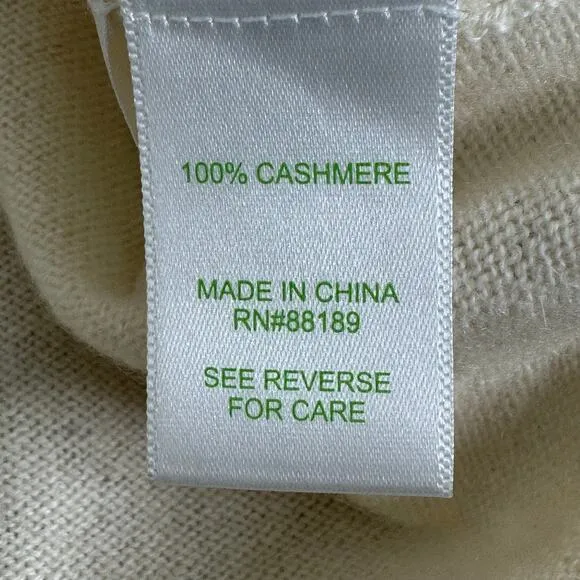 100% CASHMERE
MADE IN CHINA
RN#88189
SEE REVERSE
FOR CARE